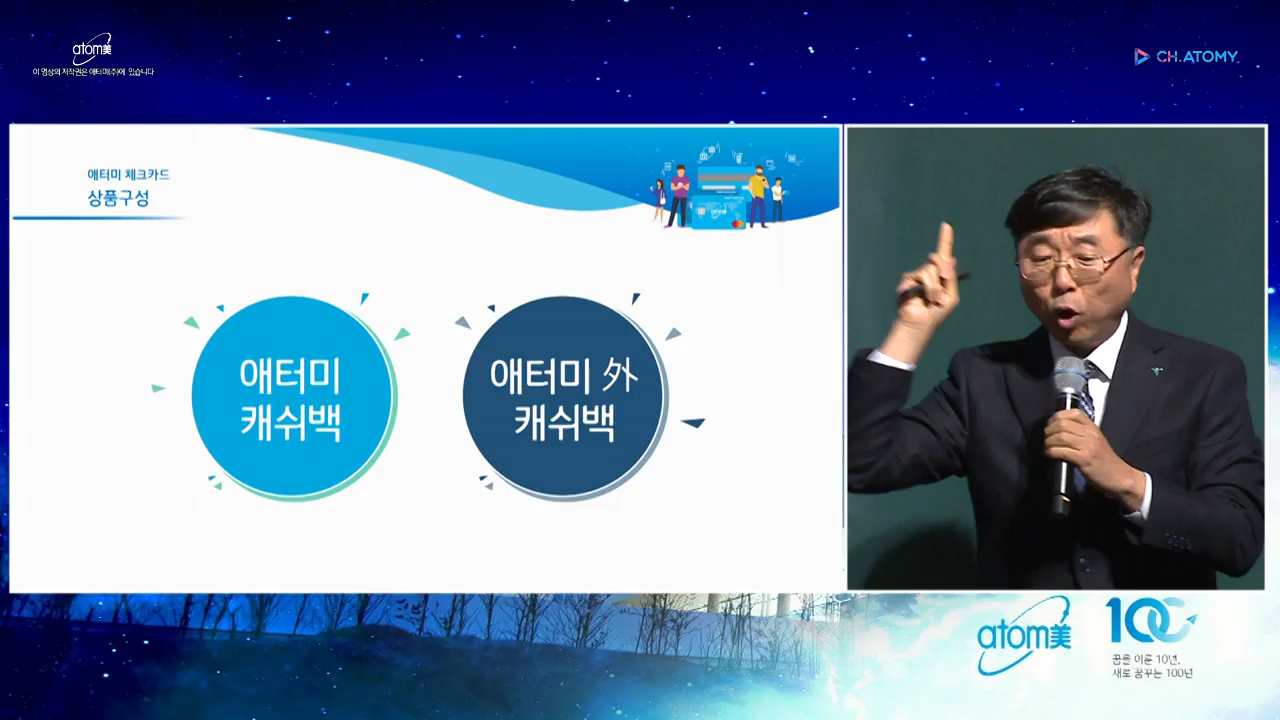 atom美
이 영상의 저작권은 애터미(주)에 있습니다
CH.ATOMY
애터미 체크카드
상품구성
애터미
캐쉬백
애터미 外
캐쉬백
atom美
100
꿈을 이룬 10년,
새로 꿈꾸는 100년